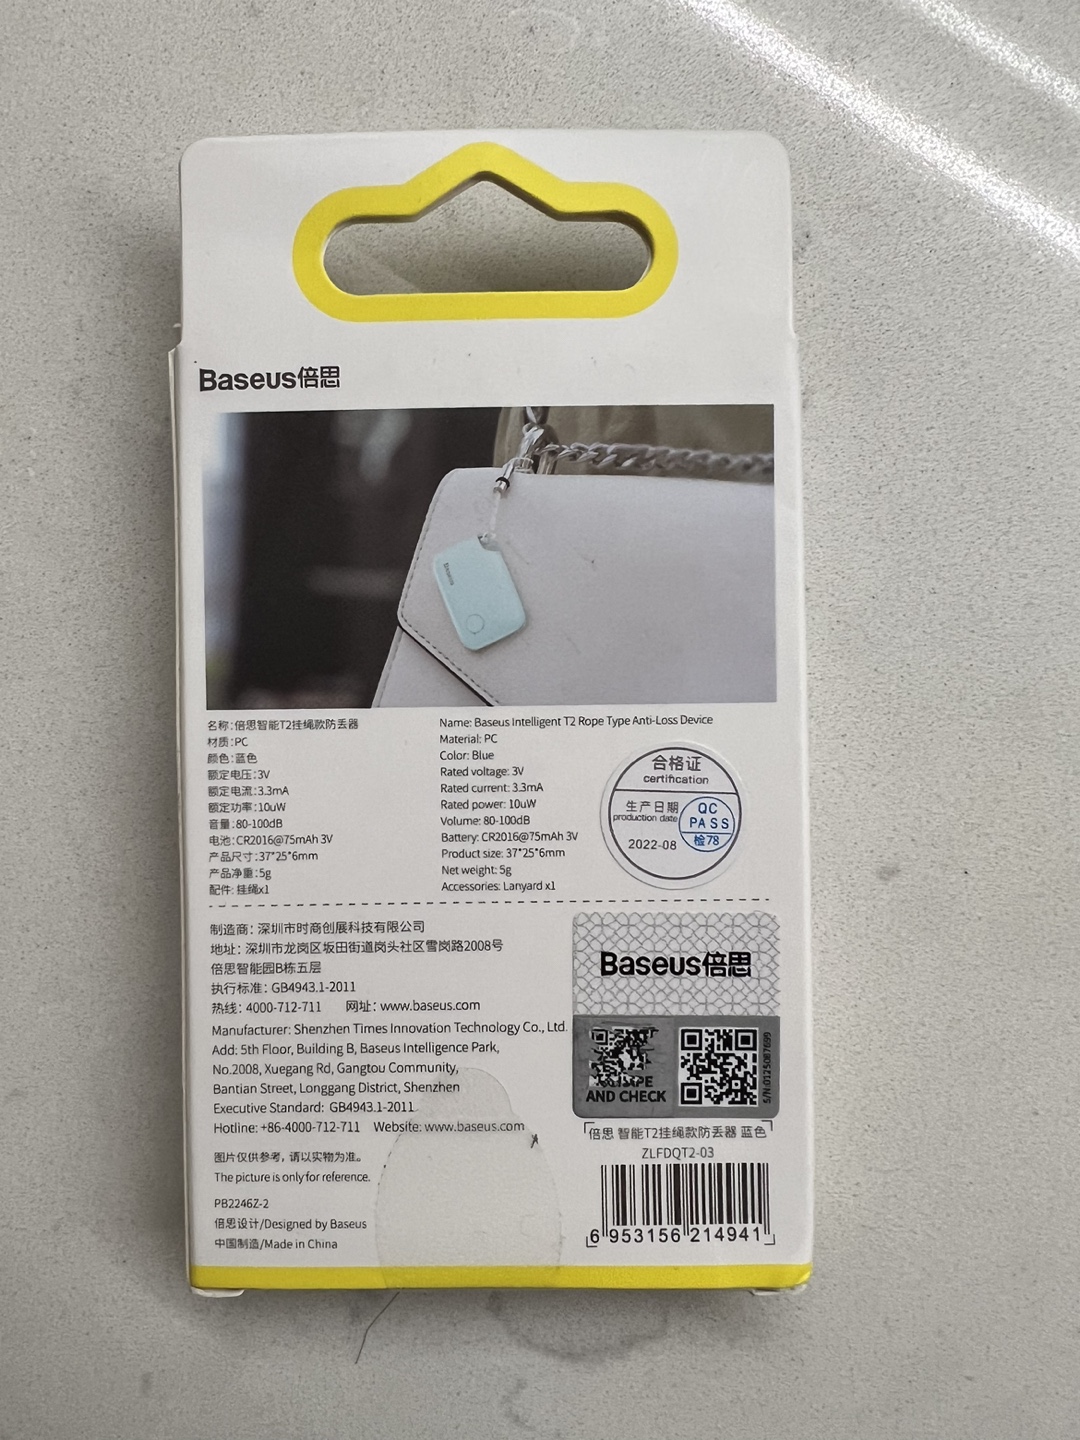 Baseus倍思
Baseus
名称:倍思智能T2挂绳款防丢器
材质:PC
颜色:蓝色
额定电压:3V
额定电流:3.3mA
额定功率:10uW
音量:80-100dB
电池:CR2016@75mAh 3V
产品尺寸:37*25*6mm
产品净重:5g
配件: 挂绳x1
Name: Baseus Intelligent T2 Rope Type Anti-Loss Device
Material: PC
Color: Blue
Rated voltage: 3V
Rated current: 3.3mA
Rated power: 10uW
Volume: 80-100dB
Battery: CR2016@75mAh 3V
Product size: 37*25*6mm
Net weight: 5g
Accessories: Lanyard x1
合格证
certification
生产日期
production date
2022-08
QC
PASS
检78
制造商: 深圳市时商创展科技有限公司
地址: 深圳市龙岗区坂田街道岗头社区雪岗路2008号
倍思智能园B栋五层
执行标准: GB4943.1-2011
热线: 4000-712-711 网址: www.baseus.com
Manufacturer: Shenzhen Times Innovation Technology Co., Ltd.
Add: 5th Floor, Building B, Baseus Intelligence Park,
No.2008, Xuegang Rd, Gangtou Community,
Bantian Street, Longgang District, Shenzhen
Executive Standard: GB4943.1-2011
Hotline: +86-4000-712-711 Website: www.baseus.com
图片仅供参考, 请以实物为准。
The picture is only for reference.
PB2246Z-2
倍思设计/Designed by Baseus
中国制造/Made in China
Baseus倍思
AND CHECK
S/N:0125087699
倍思 智能T2挂绳款防丢器 蓝色
ZLFDQT2-03
6 953156 214941